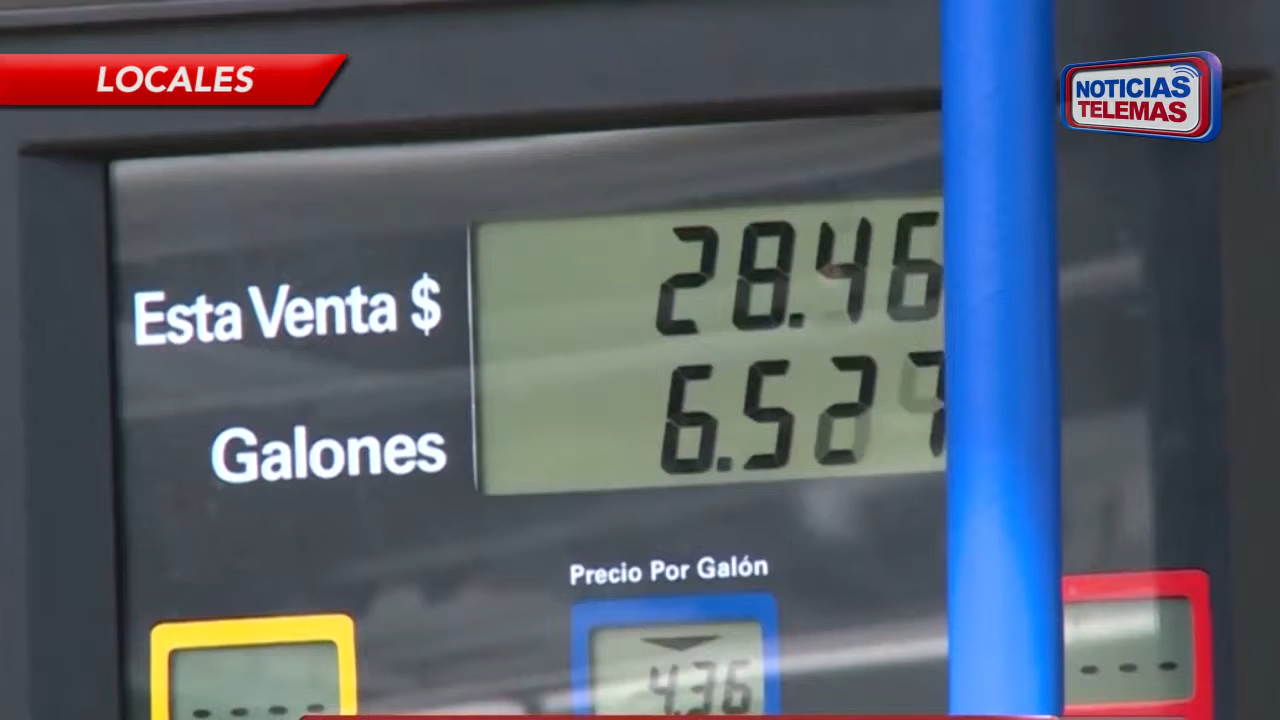 LOCALES
NOTICIAS
TELEMAS
Esta Venta $ 28.46
Galones 6.527
Precio Por Galón
4.36
- - - -
- - -